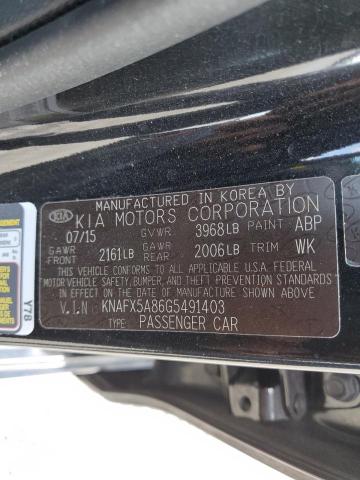 MANUFACTURED IN KOREA BY
KIA KIA MOTORS CORPORATION
07/15 GVWR: 3968LB PAINT ABP
GAWR FRONT 2161LB GAWR REAR 2006LB TRIM WK
THIS VEHICLE CONFORMS TO ALL APPLICABLE U.S.A. FEDERAL
MOTOR VEHICLE SAFETY, BUMPER, AND THEFT PREVENTION
STANDARDS IN EFFECT ON THE DATE OF MANUFACTURE SHOWN ABOVE.
V.I.N : KNAFX5A86G5491403
PASSENGER CAR
Y78